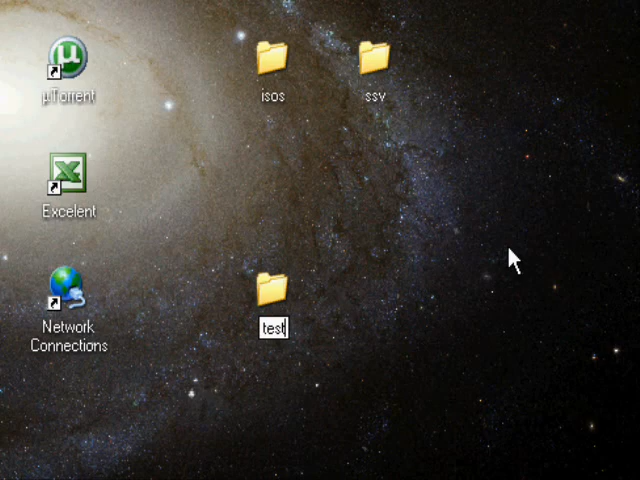 µTorrent
isos
ssv
Excelent
Network
Connections
test